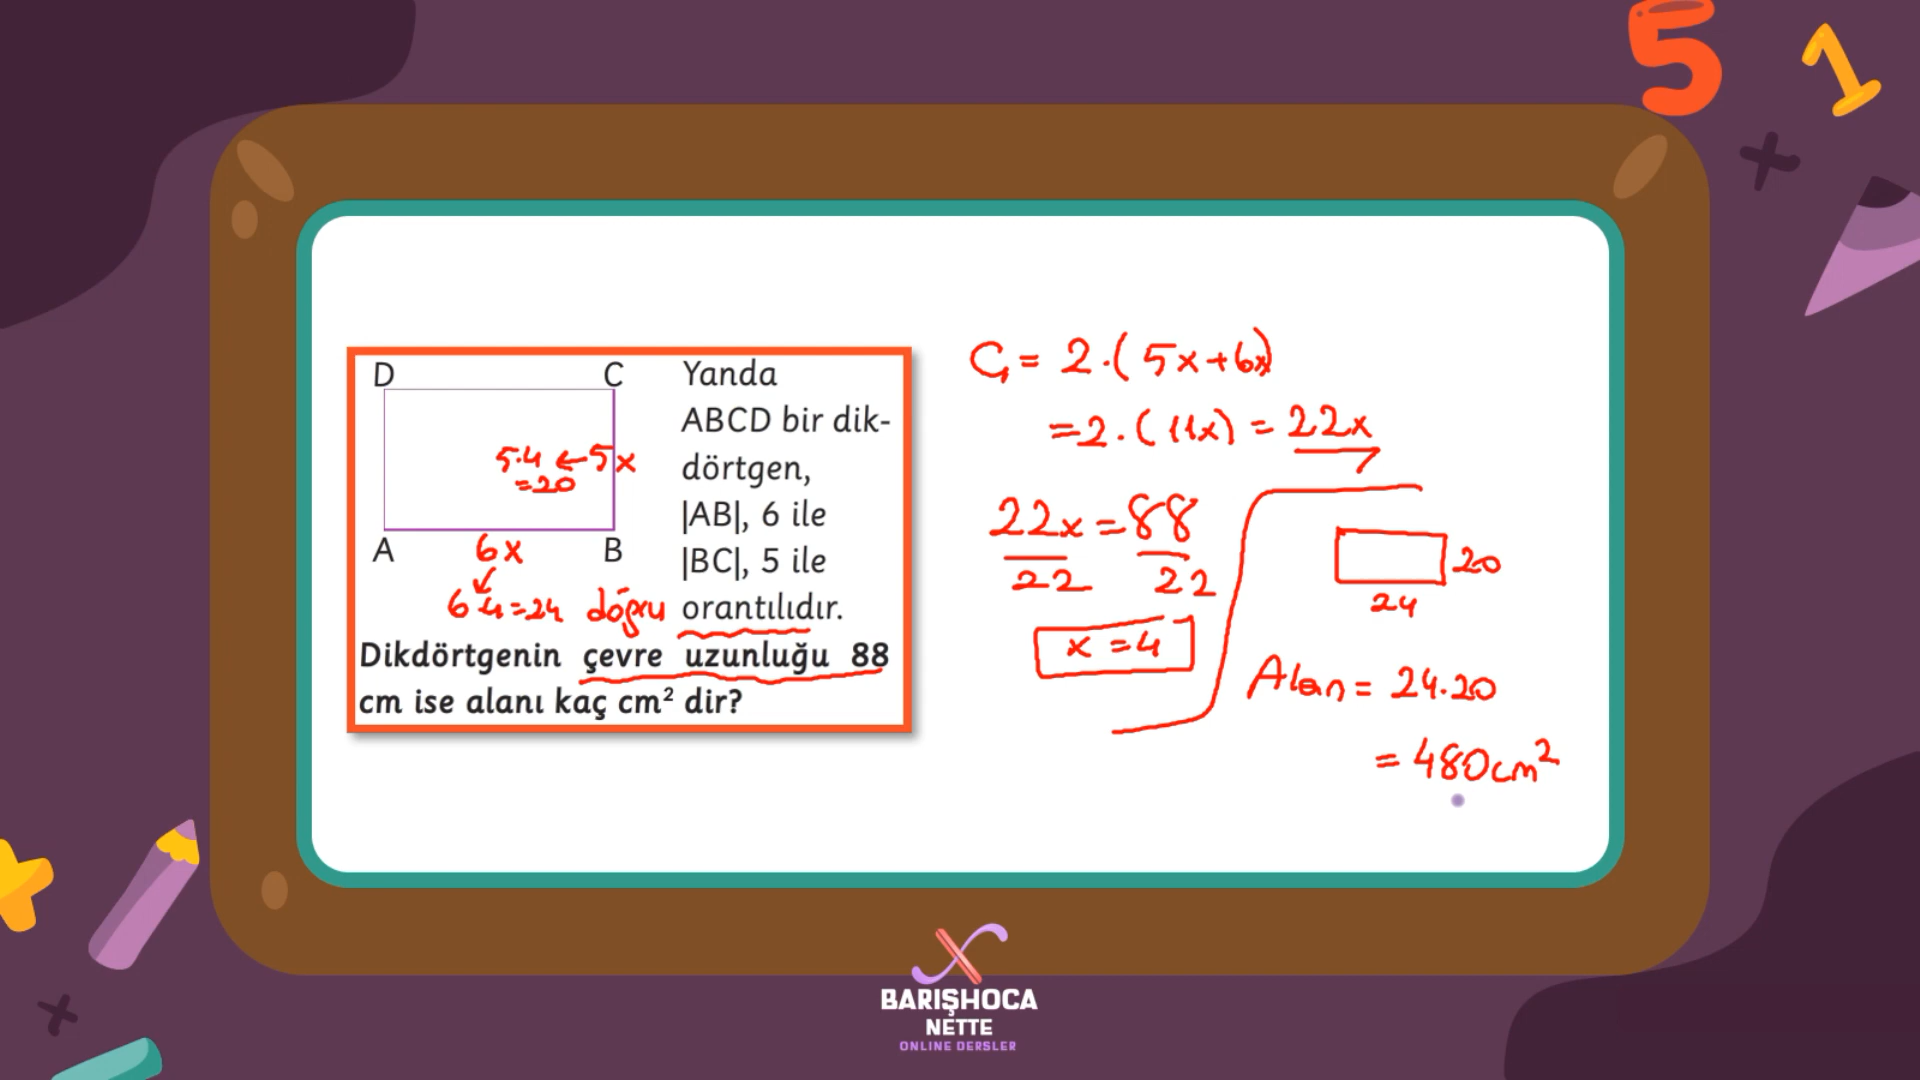 5
1
D
C
5.4 ← 5x
=20
A
6x
B
6.4=24
doğru
Yanda
ABCD bir dik-
dörtgen,
|AB|, 6 ile
|BC|, 5 ile
orantılıdır.
Dikdörtgenin çevre uzunluğu 88
cm ise alanı kaç cm² dir?
Ç = 2.(5x+6x)
=2.(11x) = 22x
22x = 88
22 22
x = 4
20
24
Alan = 24.20
= 480cm²
BARIŞHOCA
NETTE
ONLINE DERSLER